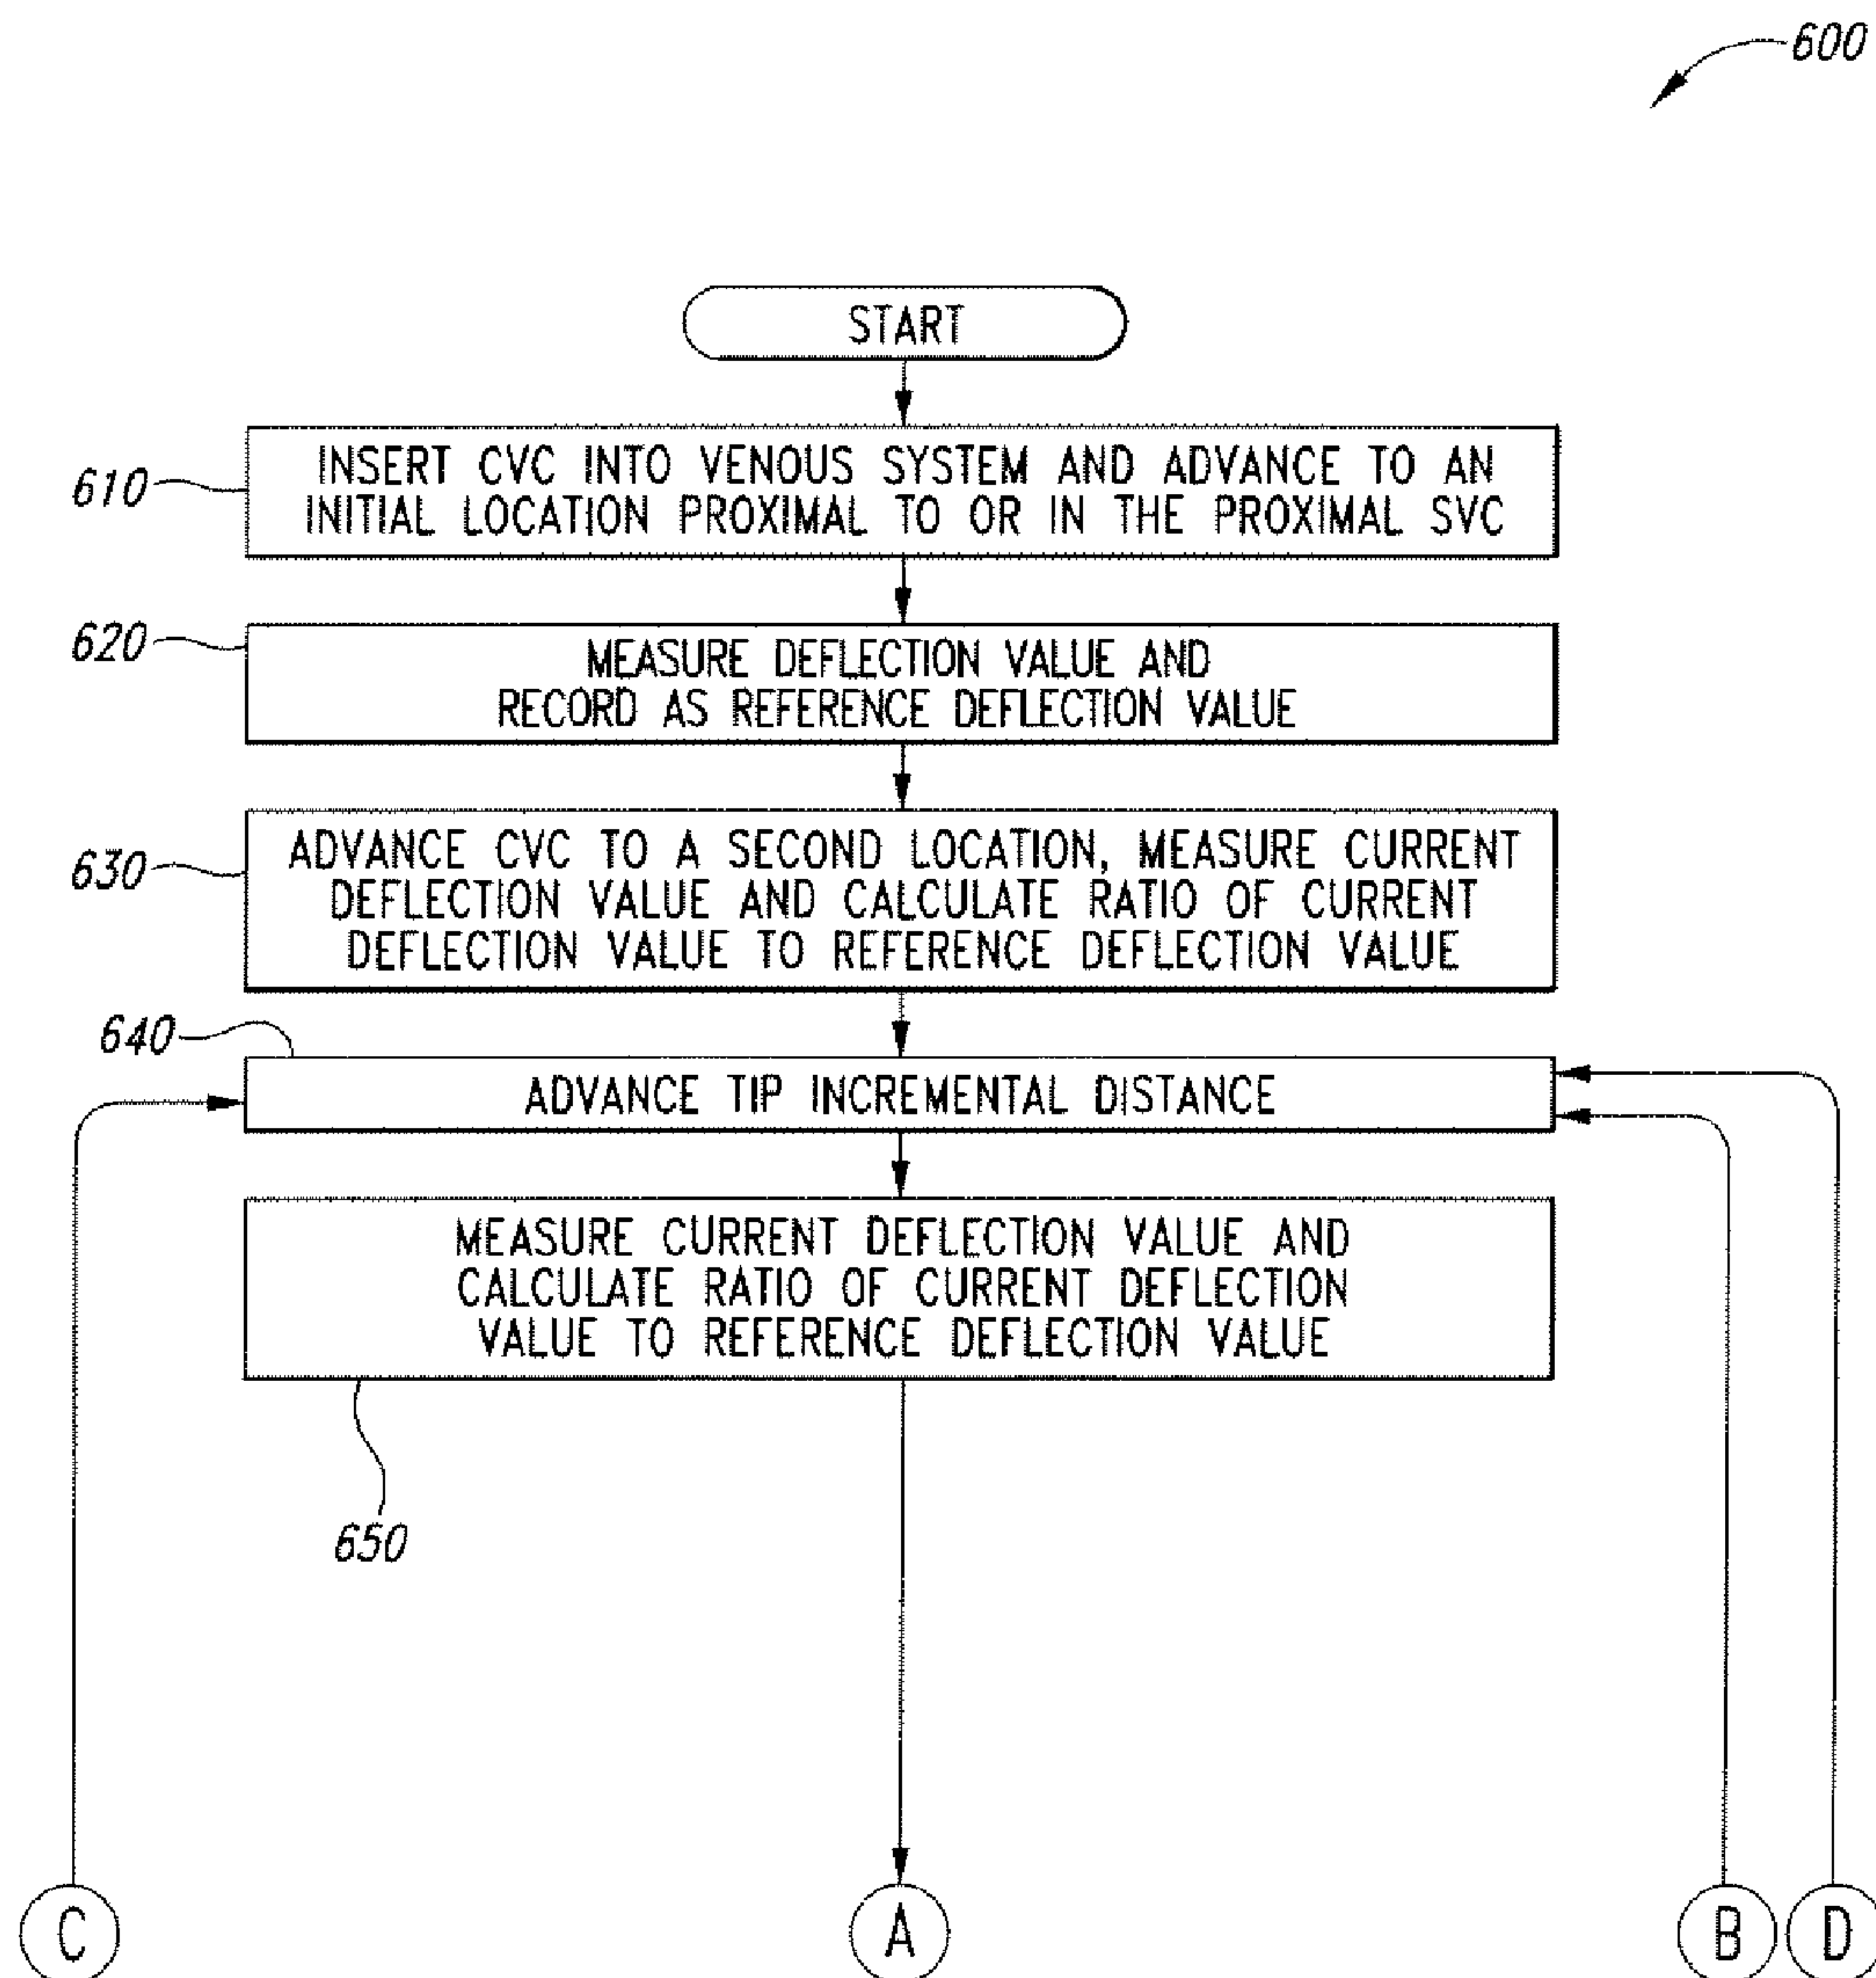 600
START
INSERT CVC INTO VENOUS SYSTEM AND ADVANCE TO AN
INITIAL LOCATION PROXIMAL TO OR IN THE PROXIMAL SVC
610
MEASURE DEFLECTION VALUE AND
RECORD AS REFERENCE DEFLECTION VALUE
620
ADVANCE CVC TO A SECOND LOCATION, MEASURE CURRENT
DEFLECTION VALUE AND CALCULATE RATIO OF CURRENT
DEFLECTION VALUE TO REFERENCE DEFLECTION VALUE
630
640
ADVANCE TIP INCREMENTAL DISTANCE
MEASURE CURRENT DEFLECTION VALUE AND
CALCULATE RATIO OF CURRENT DEFLECTION
VALUE TO REFERENCE DEFLECTION VALUE
650
C
A
B
D